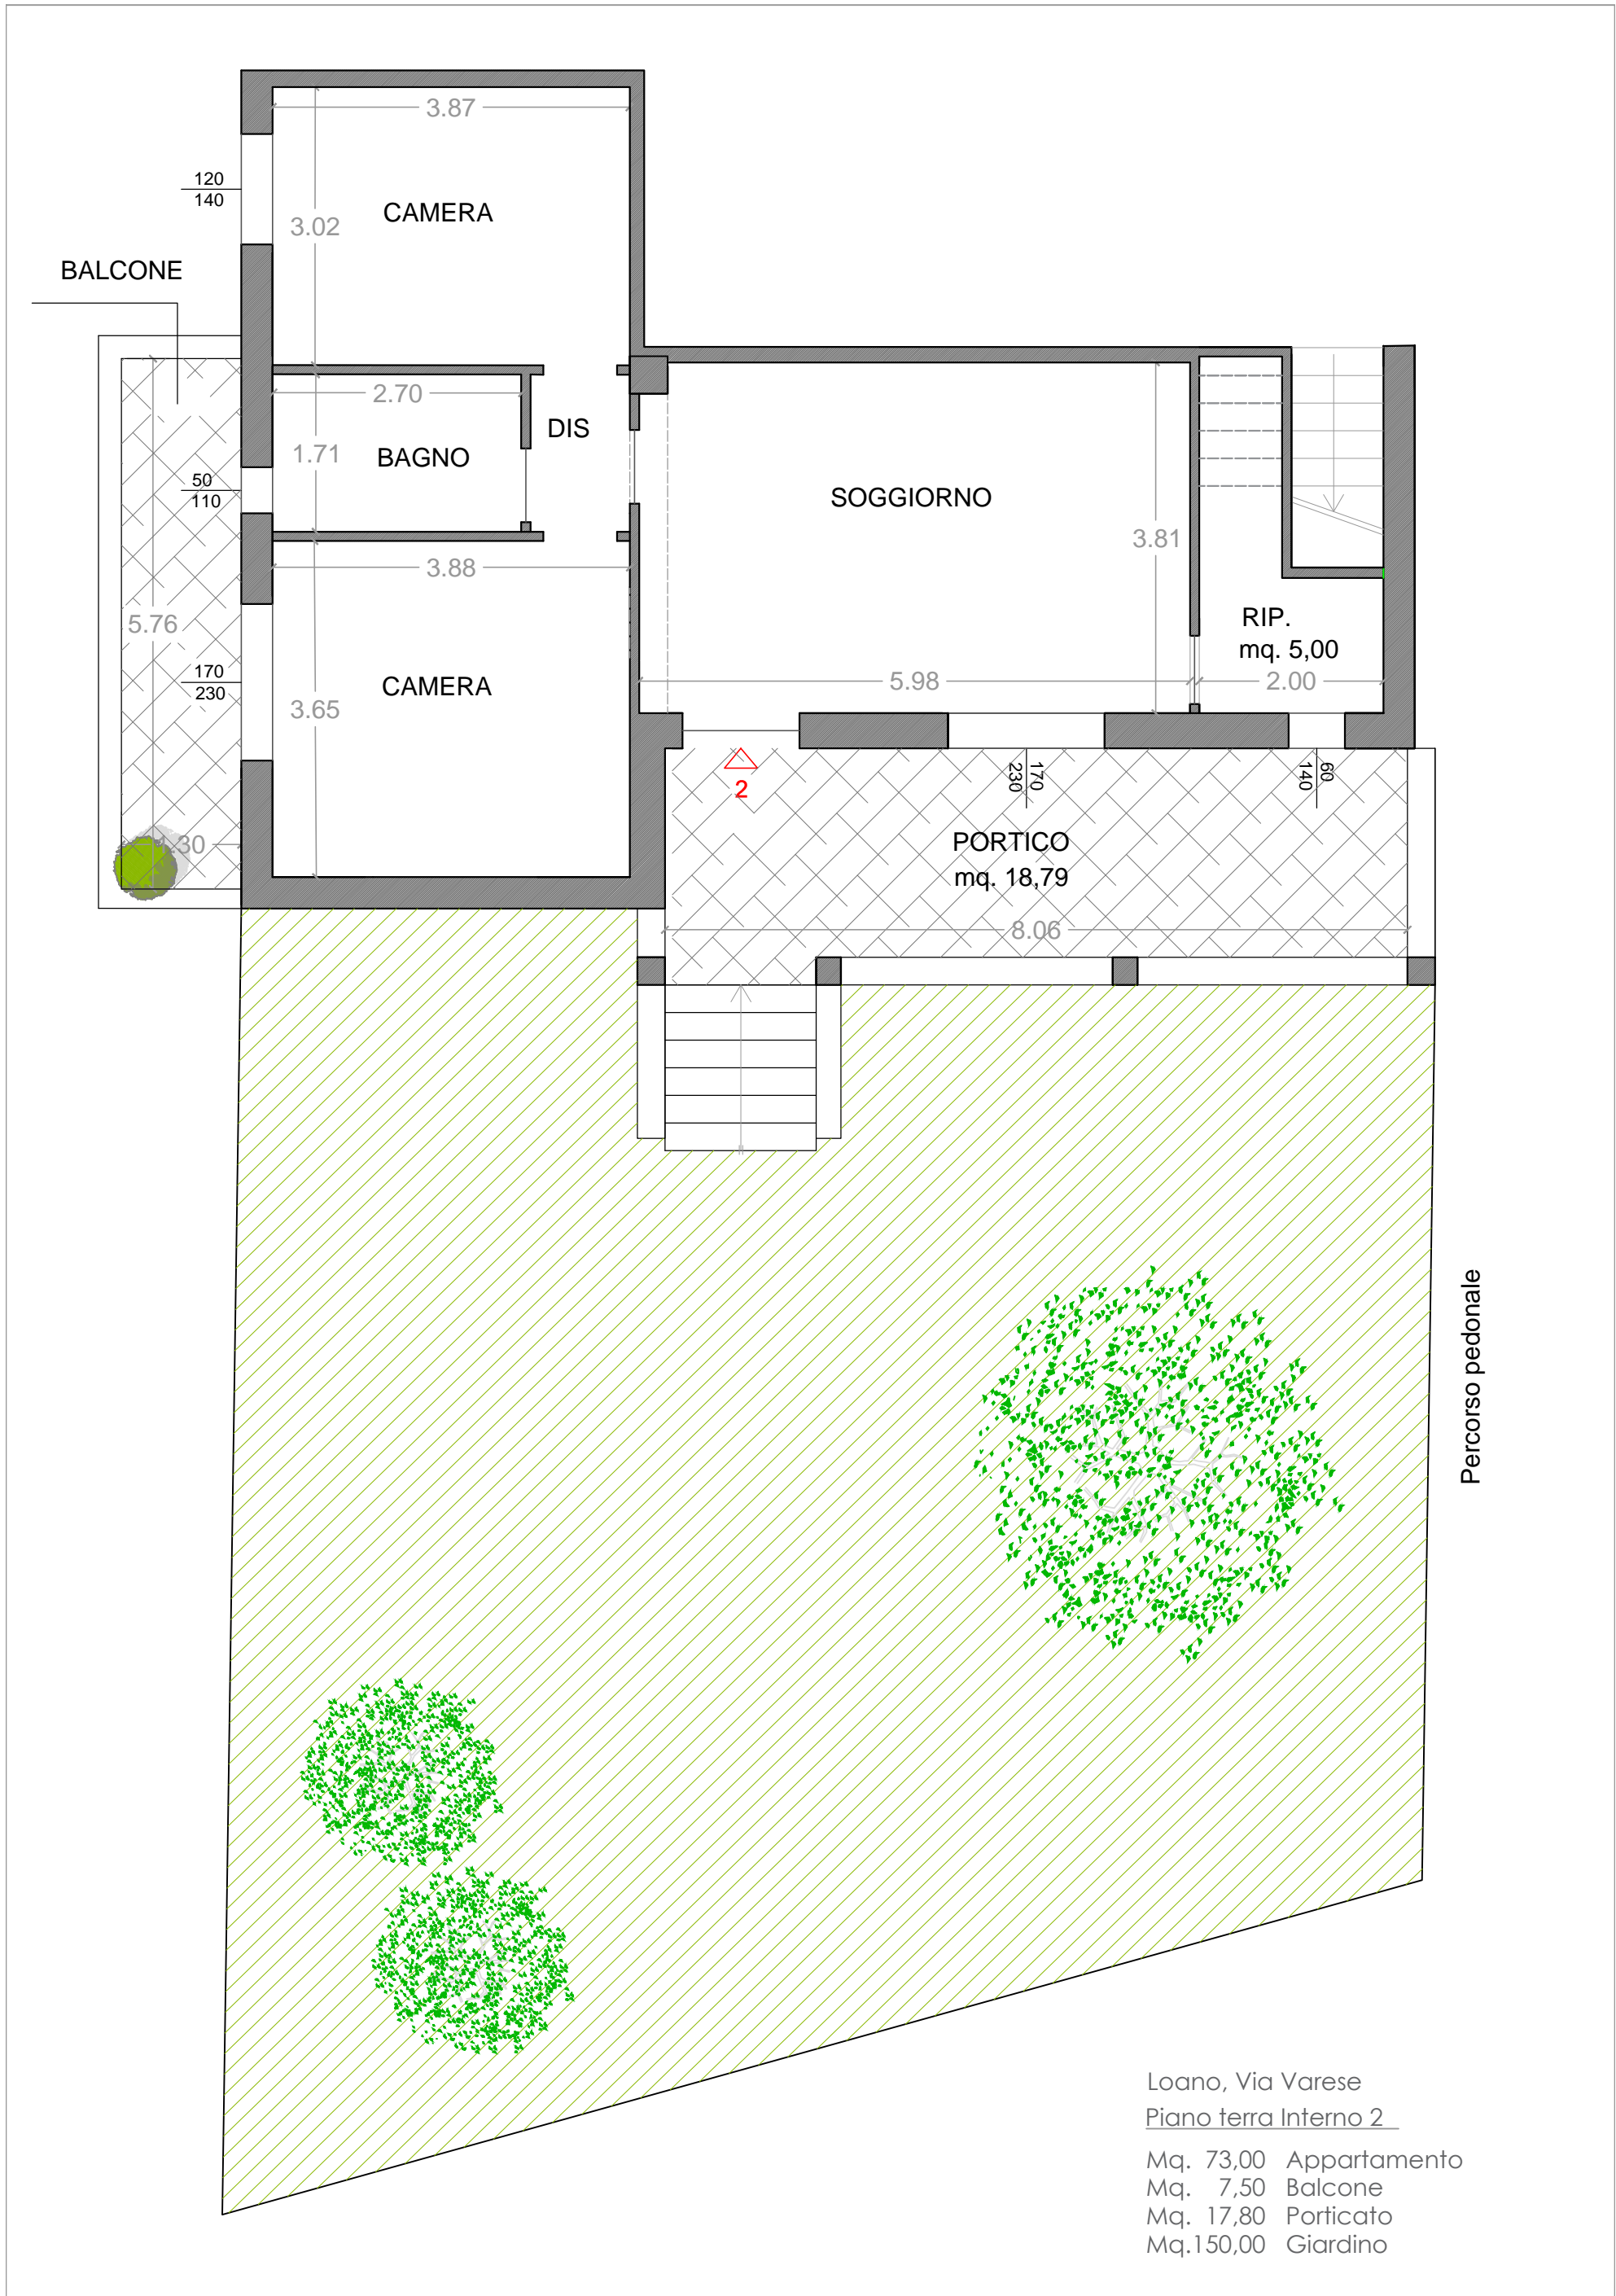 3.87
120
140
CAMERA
3.02
BALCONE
2.70
DIS
1.71
BAGNO
50
110
SOGGIORNO
3.81
3.88
5.76
RIP.
mq. 5,00
170
230
CAMERA
5.98
2.00
3.65
2
170
230
60
140
1.30
PORTICO
mq. 18,79
8.06
Percorso pedonale
Loano, Via Varese
Piano terra Interno 2
Mq. 73,00 Appartamento
Mq. 7,50 Balcone
Mq. 17,80 Porticato
Mq.150,00 Giardino